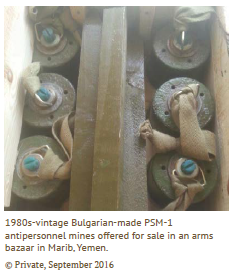 1980s-vintage Bulgarian-made PSM-1
antipersonnel mines offered for sale in an arms
bazaar in Marib, Yemen.
© Private, September 2016